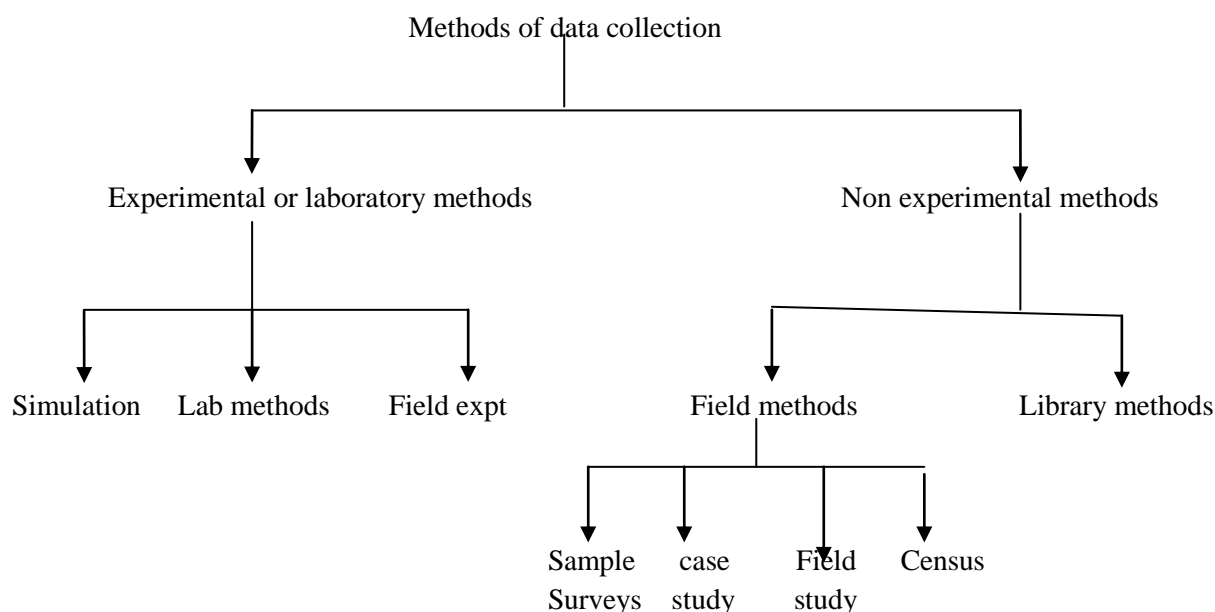 Methods of data collection
Experimental or laboratory methods
Non experimental methods
Simulation
Lab methods
Field expt
Field methods
Library methods
Sample
Surveys
case
study
Field
study
Census